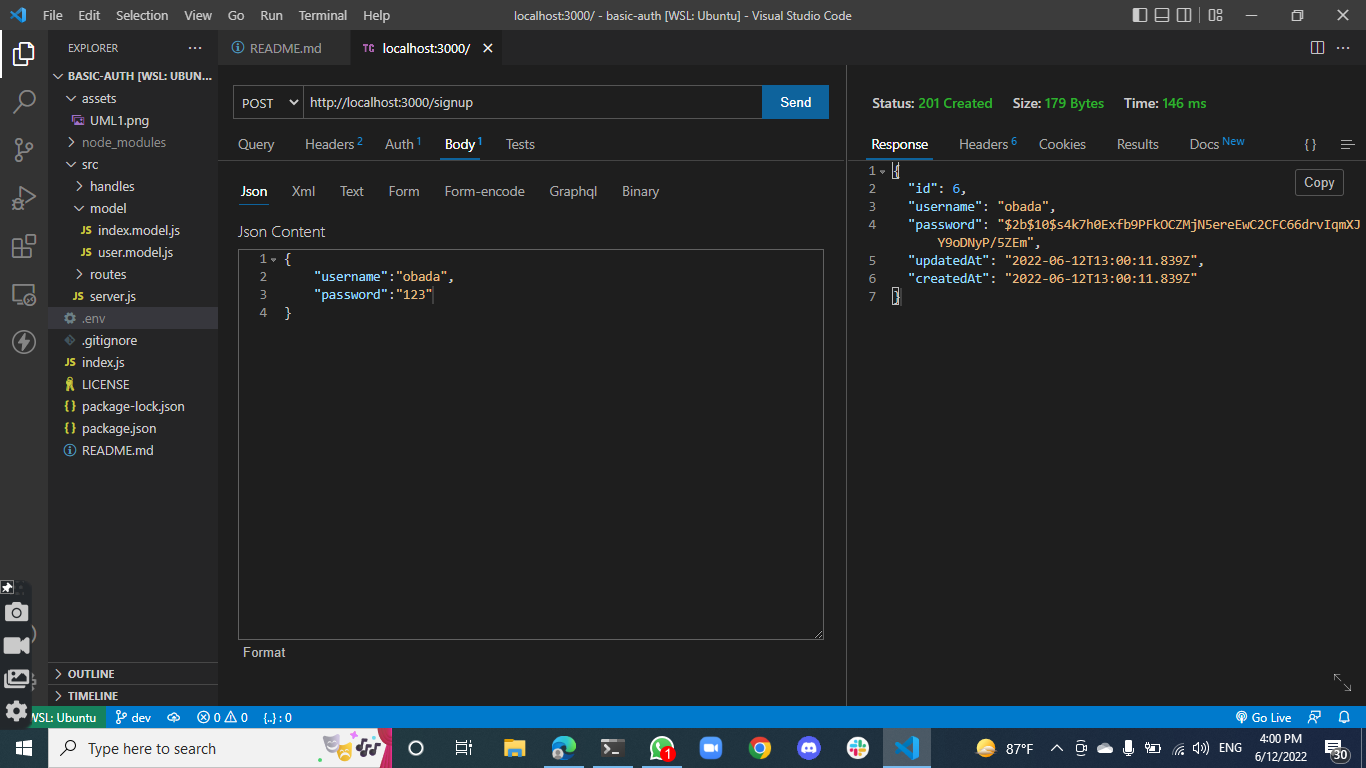 File Edit Selection View Go Run Terminal Help localhost:3000/ - basic-auth [WSL: Ubuntu] - Visual Studio Code
EXPLORER
README.md
TC localhost:3000/
BASIC-AUTH [WSL: UBUN...
assets
UML1.png
node_modules
src
handles
model
JS index.model.js
JS user.model.js
routes
JS server.js
.env
.gitignore
JS index.js
LICENSE
{} package-lock.json
{} package.json
README.md
OUTLINE
TIMELINE
POST http://localhost:3000/signup Send
Query Headers 2 Auth 1 Body 1 Tests
Json Xml Text Form Form-encode Graphql Binary
Json Content
1 {
2 "username":"obada",
3 "password":"123"
4 }
Format
Status: 201 Created Size: 179 Bytes Time: 146 ms
Response Headers 6 Cookies Results Docs New { }
Copy
1 {
2 "id": 6,
3 "username": "obada",
4 "password": "$2b$10$s4k7h0Exfb9PFkOCZMjN5ereEwC2CFC66drvIqmXJ
Y9oDNyP/5ZEm",
5 "updatedAt": "2022-06-12T13:00:11.839Z",
6 "createdAt": "2022-06-12T13:00:11.839Z"
7 }
WSL: Ubuntu dev 0 0 {..} : 0 Go Live
Type here to search
1
87°F ENG
4:00 PM
6/12/2022
30